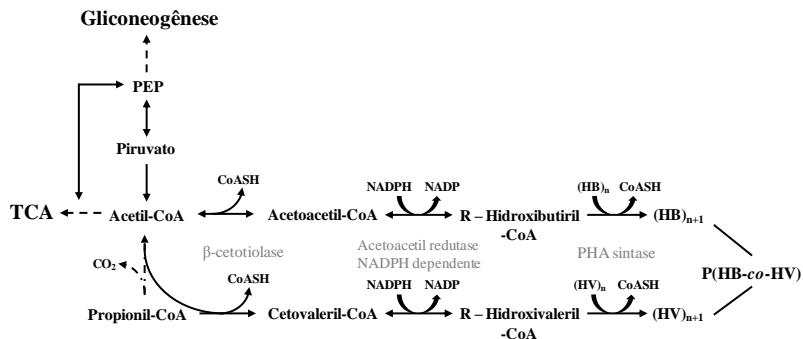 Gliconeogênese
PEP
Piruvato
CoASH
NADPH NADP
(HB)n CoASH
TCA Acetil-CoA Acetoacetil-CoA R – Hidroxibutiril (HB)n+1
-CoA
β-cetotiolase Acetoacetil redutase PHA sintase
NADPH dependente
CO2
P(HB-co-HV)
CoASH
NADPH NADP
(HV)n CoASH
Propionil-CoA Cetovaleril-CoA R – Hidroxivaleril (HV)n+1
-CoA